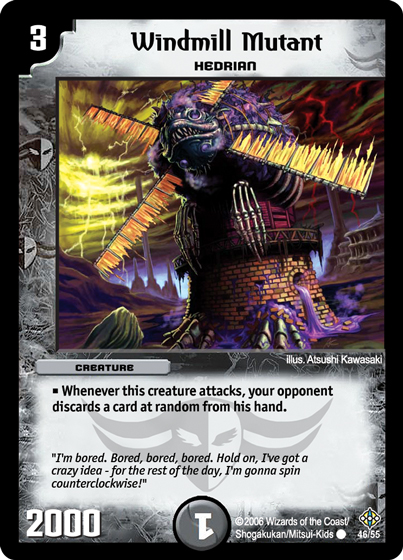 3
Windmill Mutant
HEDRIAN
illus. Atsushi Kawasaki
CREATURE
▪ Whenever this creature attacks, your opponent
discards a card at random from his hand.
"I'm bored. Bored, bored, bored. Hold on, I've got a
crazy idea - for the rest of the day, I'm gonna spin
counterclockwise!"
2000
1
©2006 Wizards of the Coast/
Shogakukan/Mitsui-Kids ● 46/55